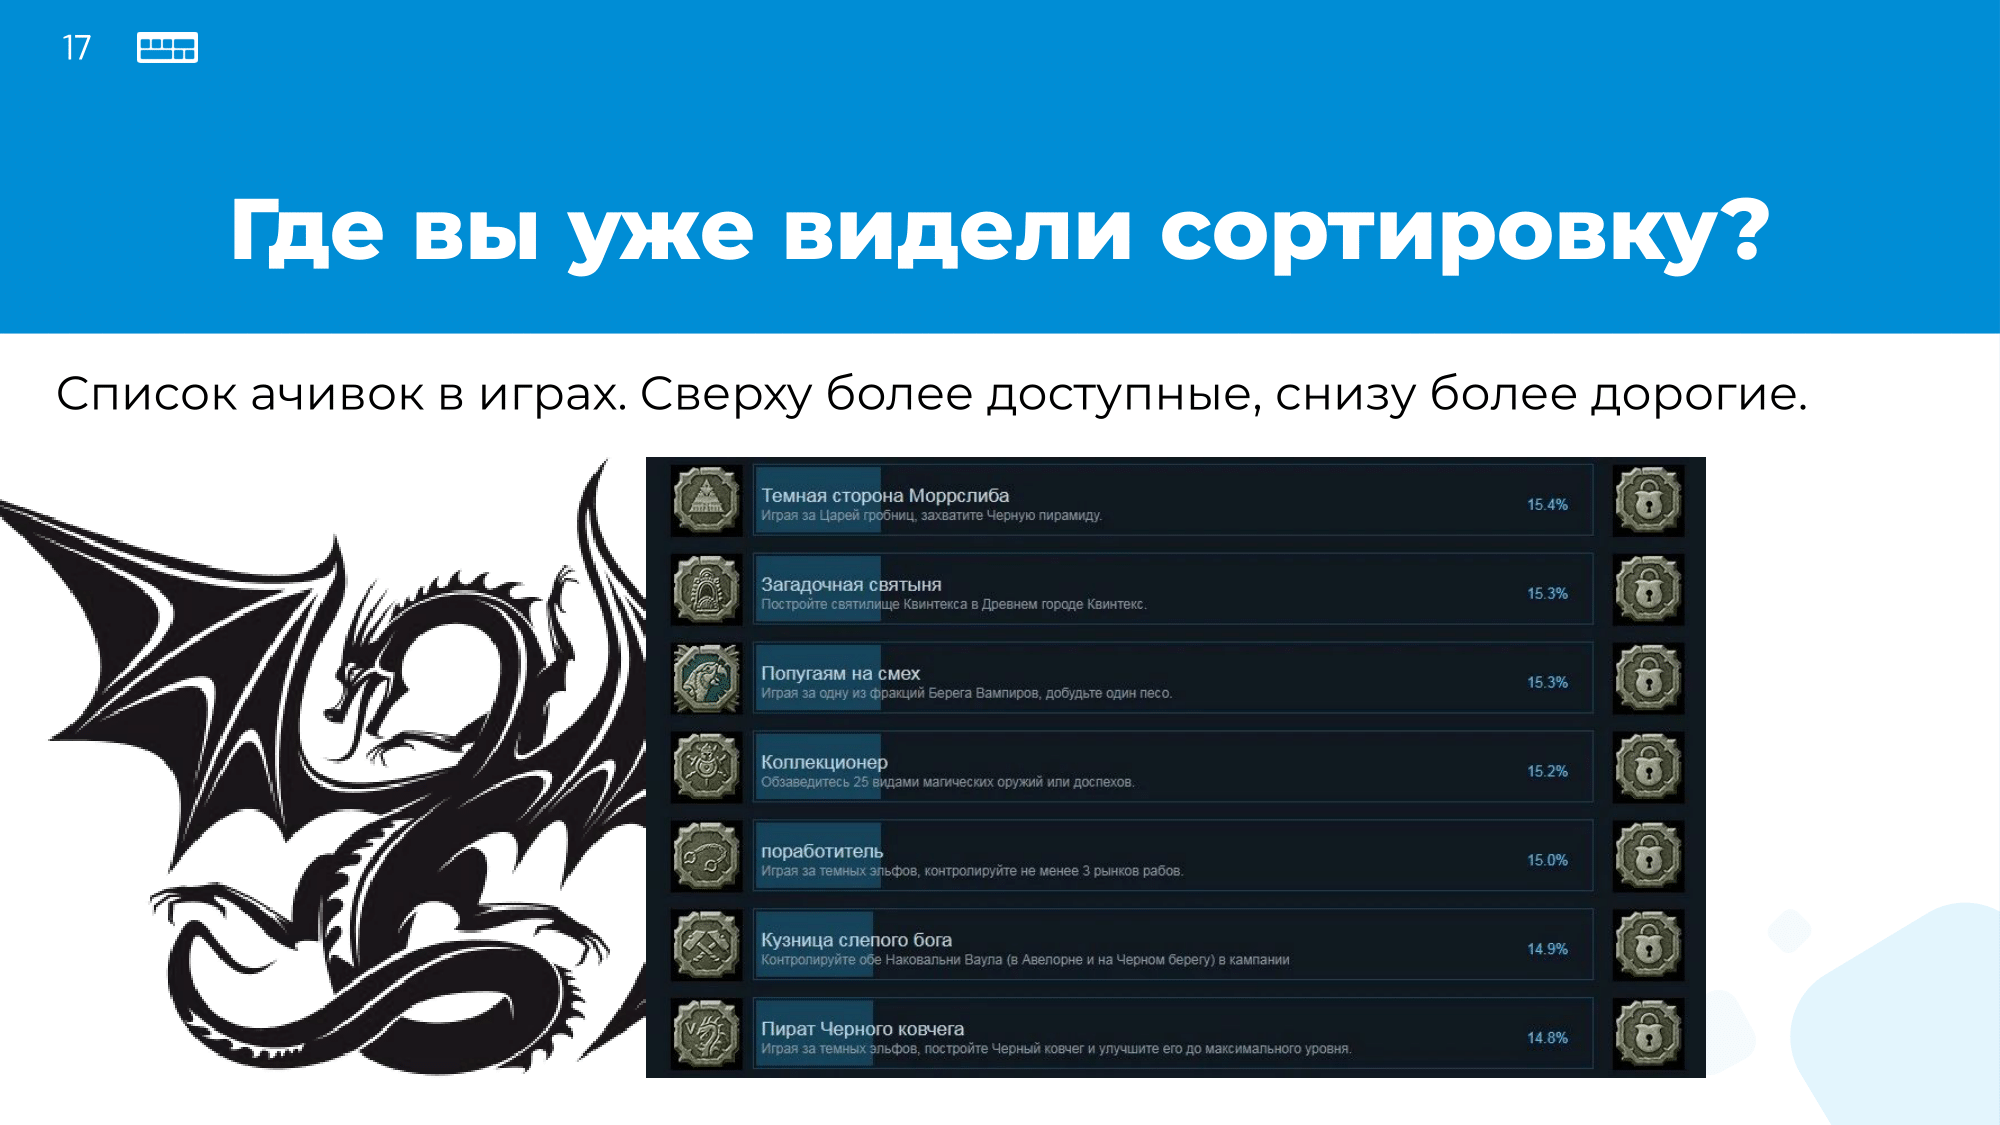 17
Где вы уже видели сортировку?
Список ачивок в играх. Сверху более доступные, снизу более дорогие.
Темная сторона Моррслиба
Играя за Царей гробниц, захватите Черную пирамиду.
15.4%
Загадочная святыня
Постройте святилище Квинтекса в Древнем городе Квинтекс.
15.3%
Попугаям на смех
Играя за одну из фракций Берега Вампиров, добудьте один песо.
15.3%
Коллекционер
Обзаведитесь 25 видами магических оружий или доспехов.
15.2%
поработитель
Играя за темных эльфов, контролируйте не менее 3 рынков рабов.
15.0%
Кузница слепого бога
Контролируйте обе Наковальни Ваула (в Авелорне и на Черном берегу) в кампании
14.9%
Пират Черного ковчега
Играя за темных эльфов, постройте Черный ковчег и улучшите его до максимального уровня.
14.8%